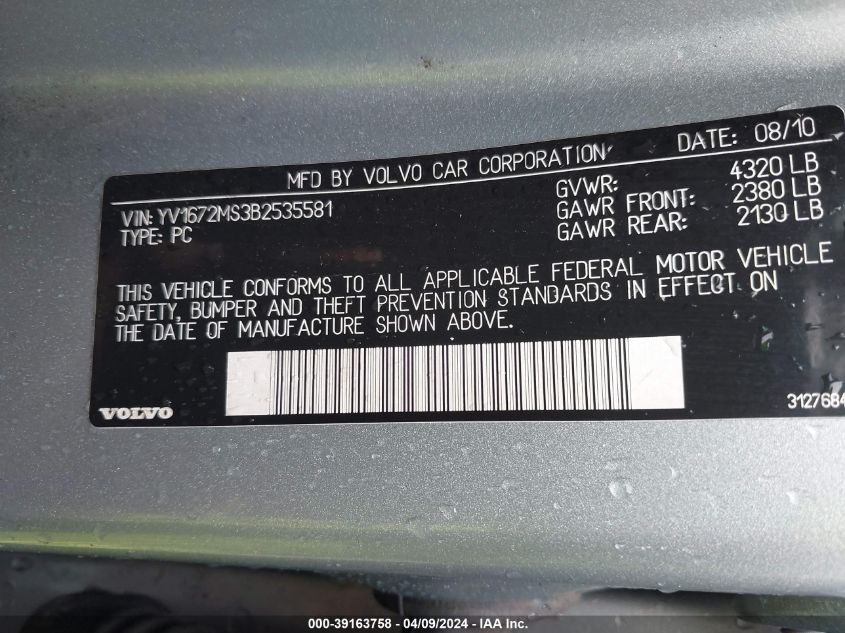 MFD BY VOLVO CAR CORPORATION DATE: 08/10
VIN: YV1672MS3B2535581 GVWR: 4320 LB
TYPE: PC GAWR FRONT: 2380 LB
GAWR REAR: 2130 LB
THIS VEHICLE CONFORMS TO ALL APPLICABLE FEDERAL MOTOR VEHICLE
SAFETY, BUMPER AND THEFT PREVENTION STANDARDS IN EFFECT ON
THE DATE OF MANUFACTURE SHOWN ABOVE.
VOLVO
3127684
000-39163758 - 04/09/2024 - IAA Inc.